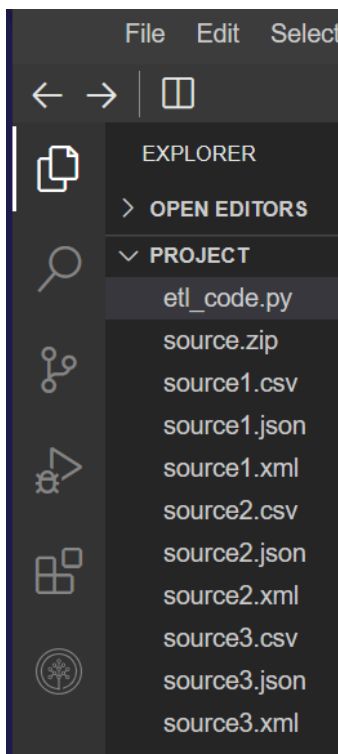 File Edit Select
EXPLORER
OPEN EDITORS
PROJECT
etl_code.py
source.zip
source1.csv
source1.json
source1.xml
source2.csv
source2.json
source2.xml
source3.csv
source3.json
source3.xml